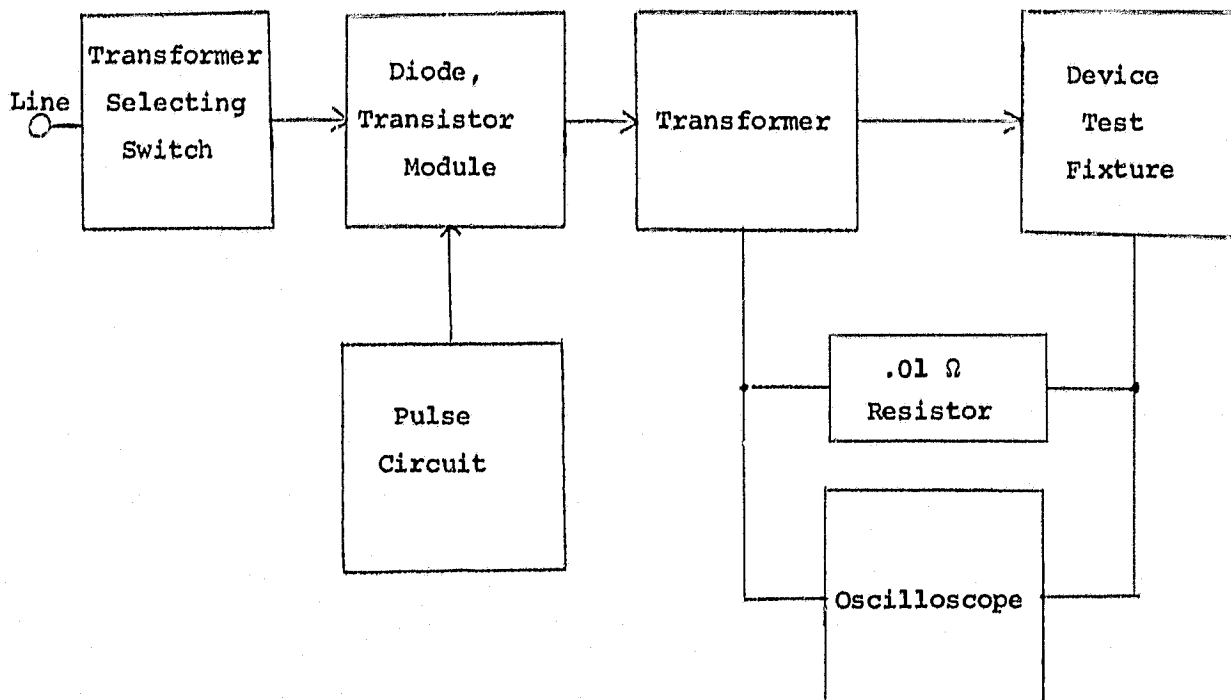 Line
Transformer
Selecting
Switch
Diode,
Transistor
Module
Transformer
Device
Test
Fixture
Pulse
Circuit
.01 Ω
Resistor
Oscilloscope